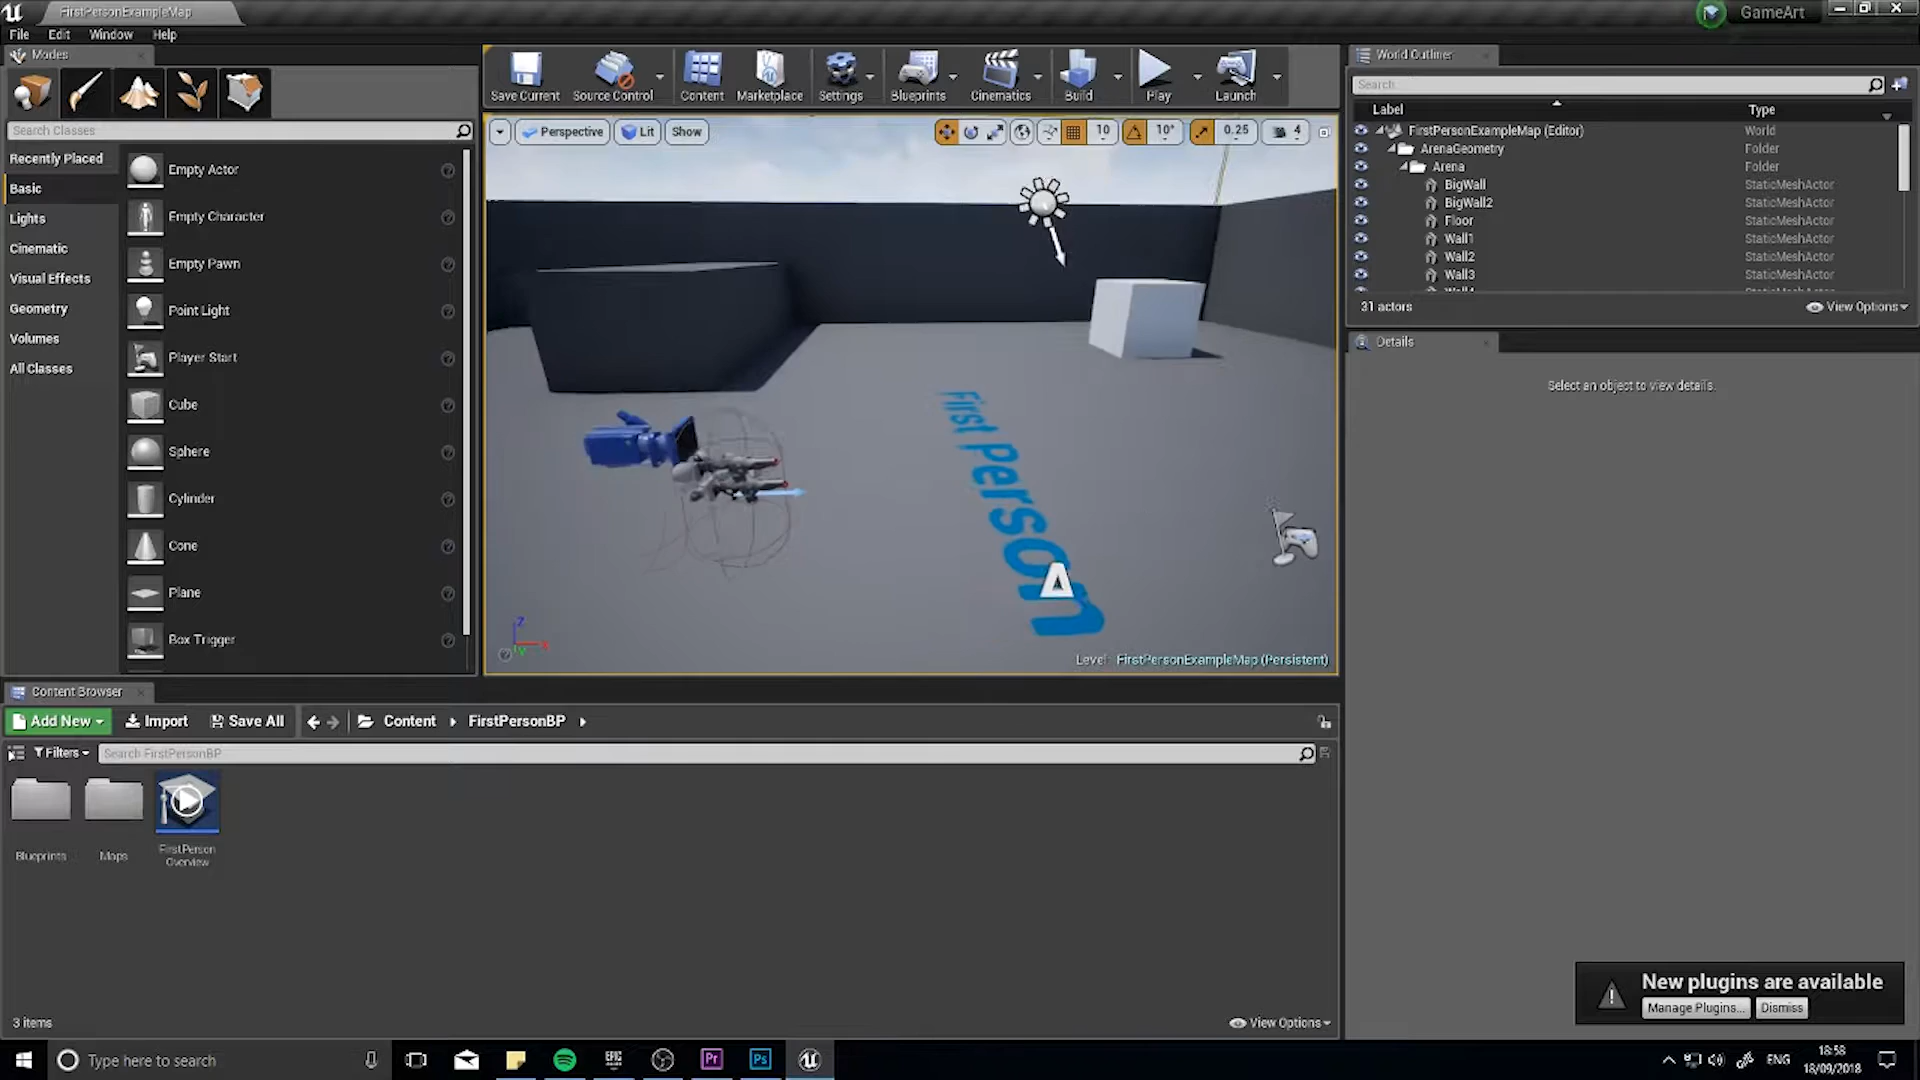 FirstPersonExampleMap
GameArt
File Edit Window Help
Modes
Search Classes
Recently Placed
Basic
Lights
Cinematic
Visual Effects
Geometry
Volumes
All Classes
Empty Actor
Empty Character
Empty Pawn
Point Light
Player Start
Cube
Sphere
Cylinder
Cone
Plane
Box Trigger
Save Current Source Control Content Marketplace Settings Blueprints Cinematics Build Play Launch
Perspective Lit Show 10 10° 0.25 4
First Person
Z
X
Y
Level: FirstPersonExampleMap (Persistent)
World Outliner
Search...
Label Type
FirstPersonExampleMap (Editor) World
ArenaGeometry Folder
Arena Folder
BigWall StaticMeshActor
BigWall2 StaticMeshActor
Floor StaticMeshActor
Wall1 StaticMeshActor
Wall2 StaticMeshActor
Wall3 StaticMeshActor
31 actors View Options
Details
Select an object to view details.
Content Browser
Add New Import Save All Content FirstPersonBP
Filters Search FirstPersonBP
Blueprints
Maps
FirstPerson
Overview
3 items View Options
New plugins are available
Manage Plugins... Dismiss
Type here to search
EPIC
Pr
Ps
ENG
18:58
18/09/2018